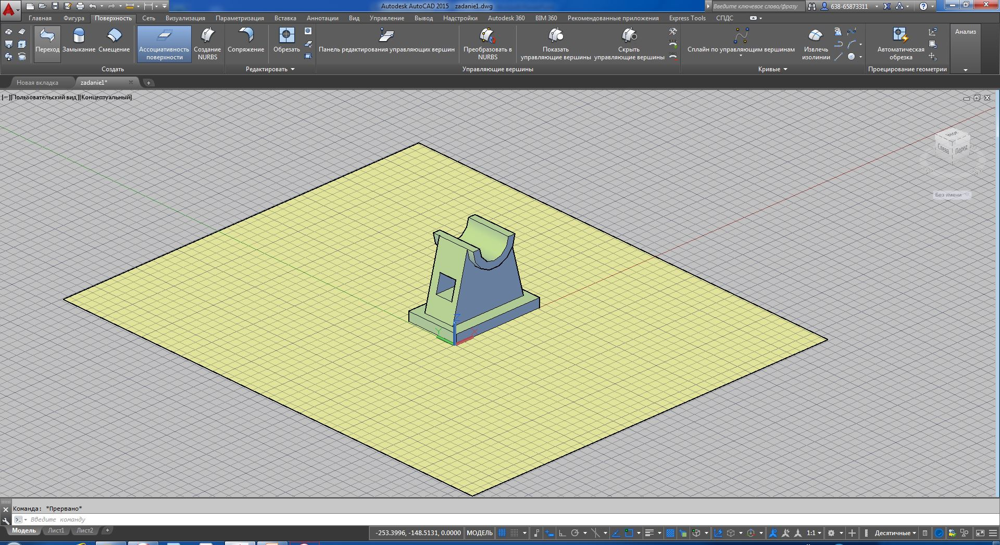 Autodesk AutoCAD 2015 zadanie1.dwg
Введите ключевое слово/фразу
638-65873311
Главная Фигура Поверхность Сеть Визуализация Параметризация Вставка Аннотации Вид Управление Вывод Надстройки Autodesk 360 BIM 360 Рекомендованные приложения Express Tools СПДС
Переход Замыкание Смещение Ассоциативность поверхности Создание NURBS Сопряжение Обрезать Панель редактирования управляющих вершин Преобразовать в NURBS Показать управляющие вершины Скрыть управляющие вершины Сплайн по управляющим вершинам Извлечь изолинии Автоматическая обрезка Анализ
Создать Редактировать Управляющие вершины Кривые Проецирование геометрии
Новая вкладка zadanie1*
[−][Пользовательский вид][Концептуальный]
Слева Перед
Без имени
Z
Y X
Команда: *Прервано*
Введите команду
Модель Лист1 Лист2
-253.3996, -148.5131, 0.0000 МОДЕЛЬ 1:1 Десятичные